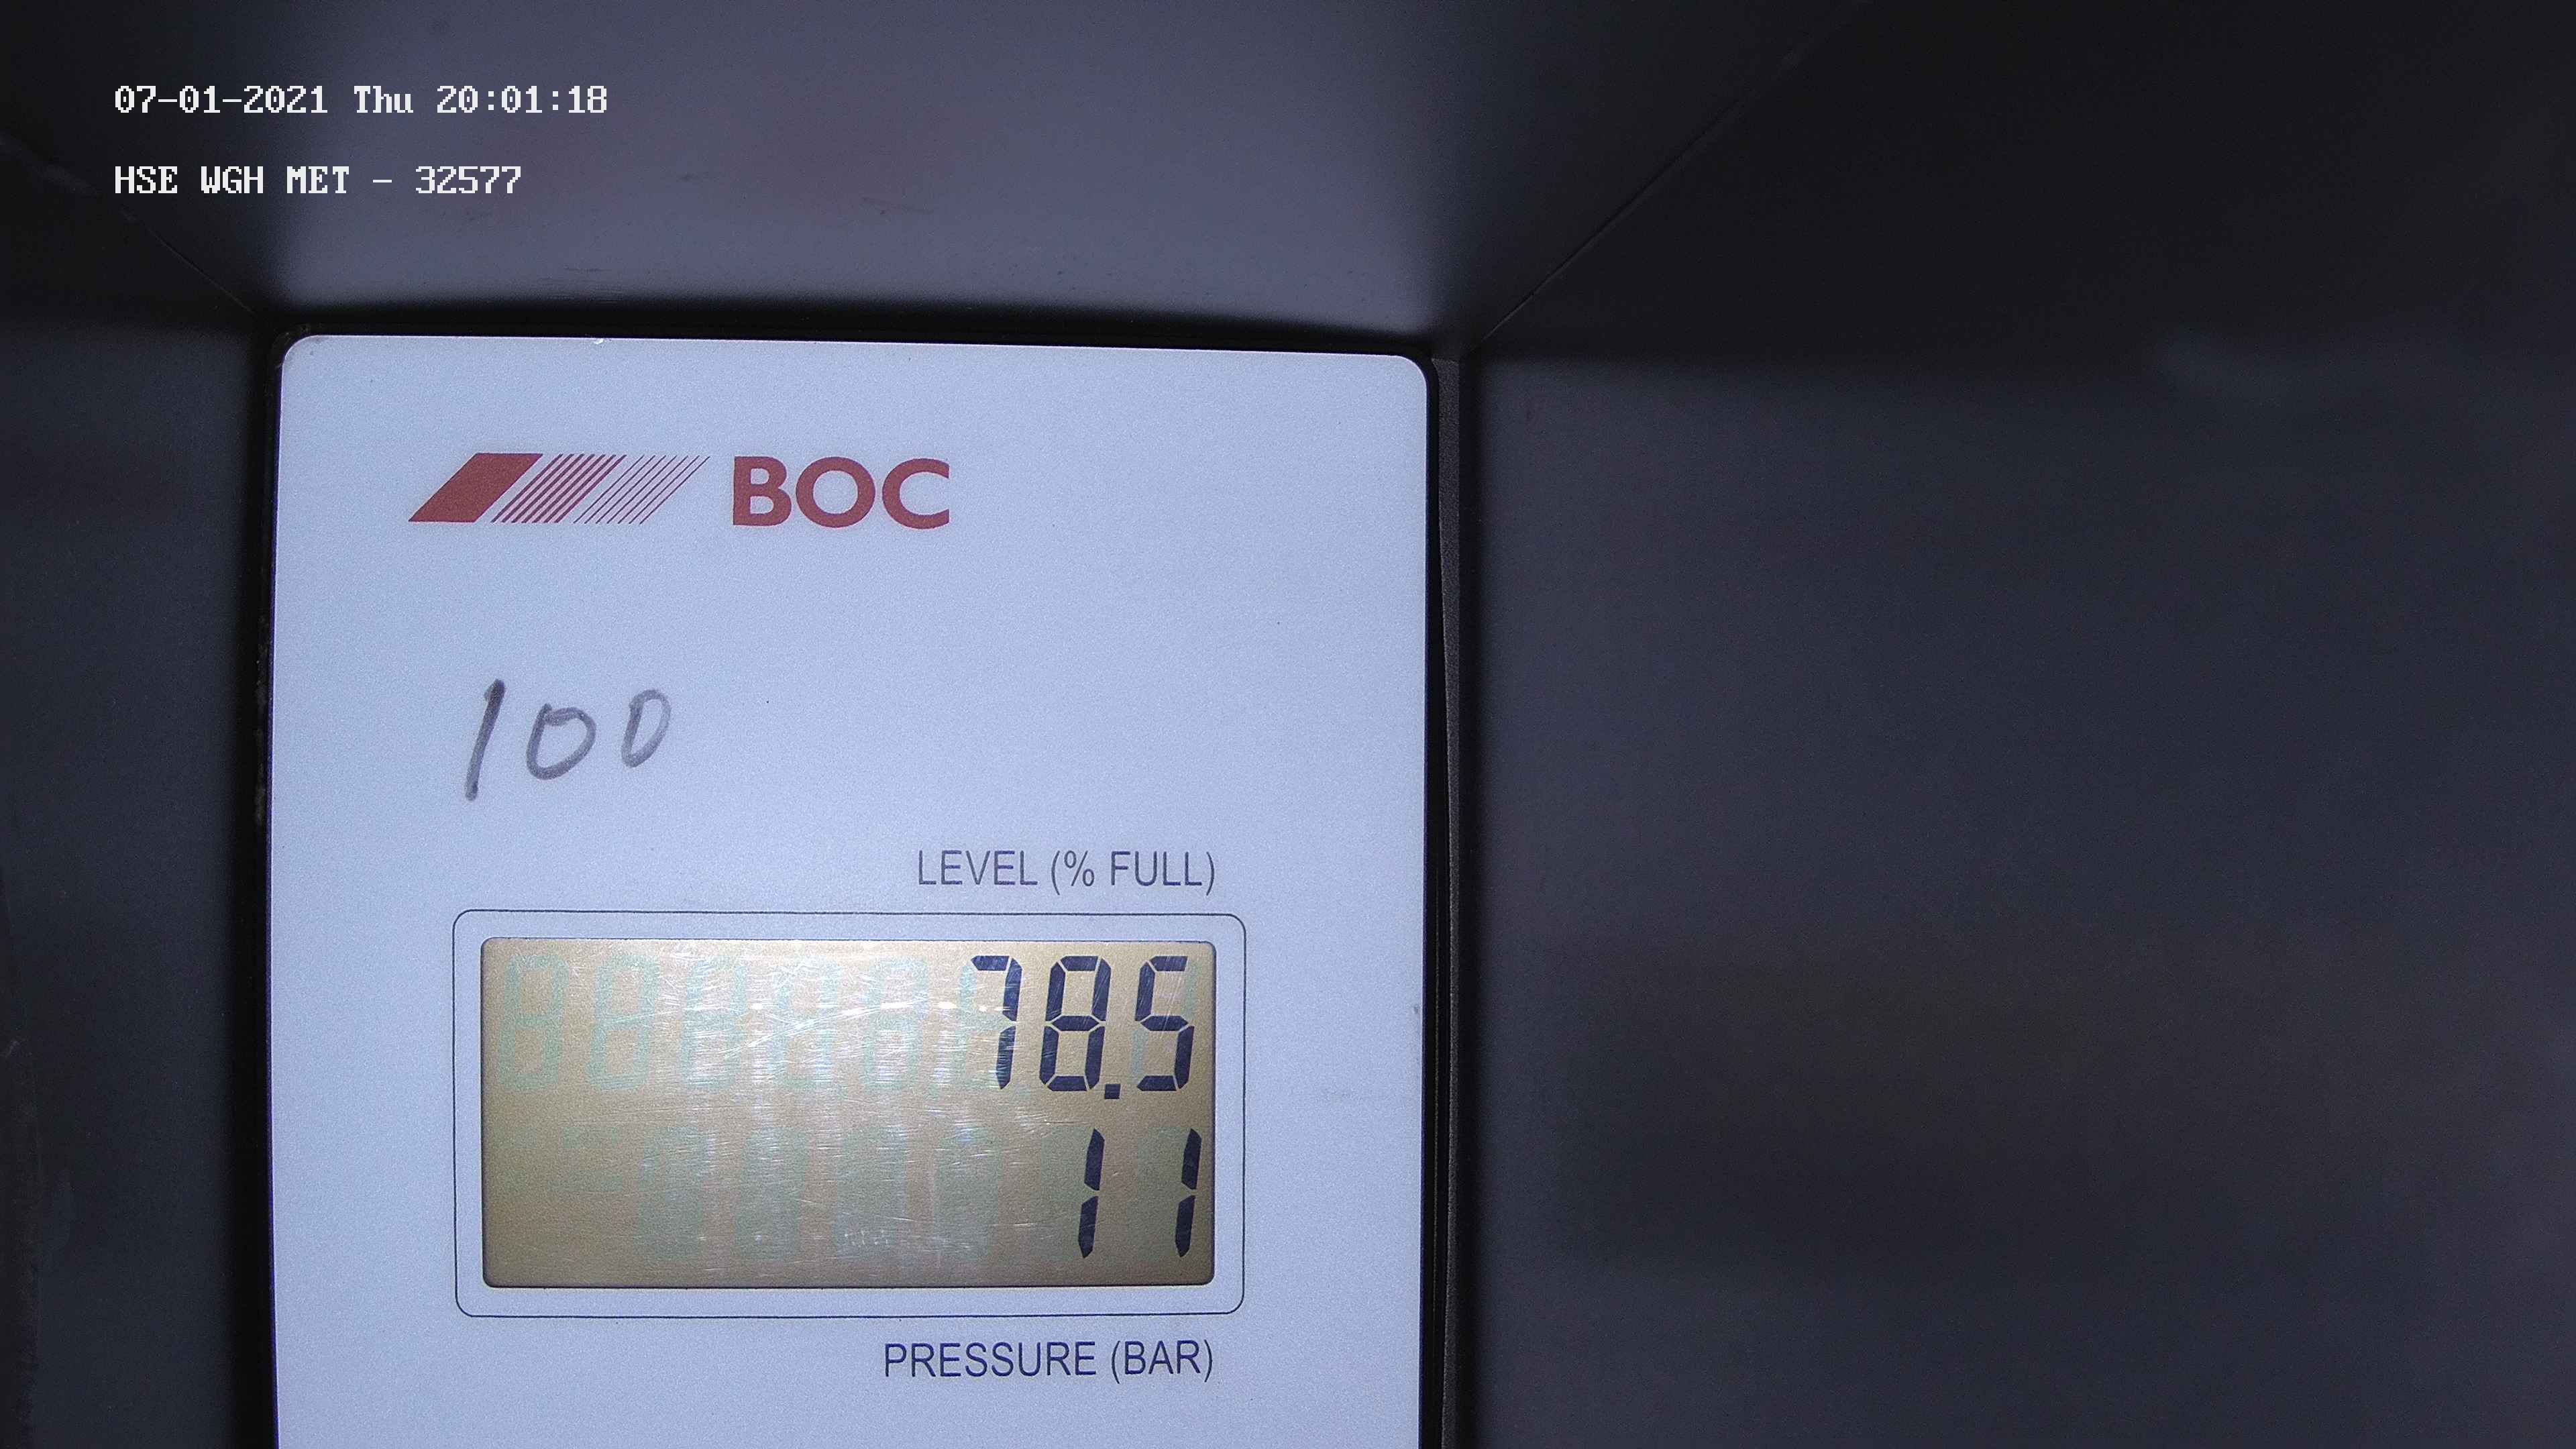 07-01-2021 Thu 20:01:18
HSE WGH MET - 32577
BOC
100
LEVEL (% FULL)
78.5
11
PRESSURE (BAR)